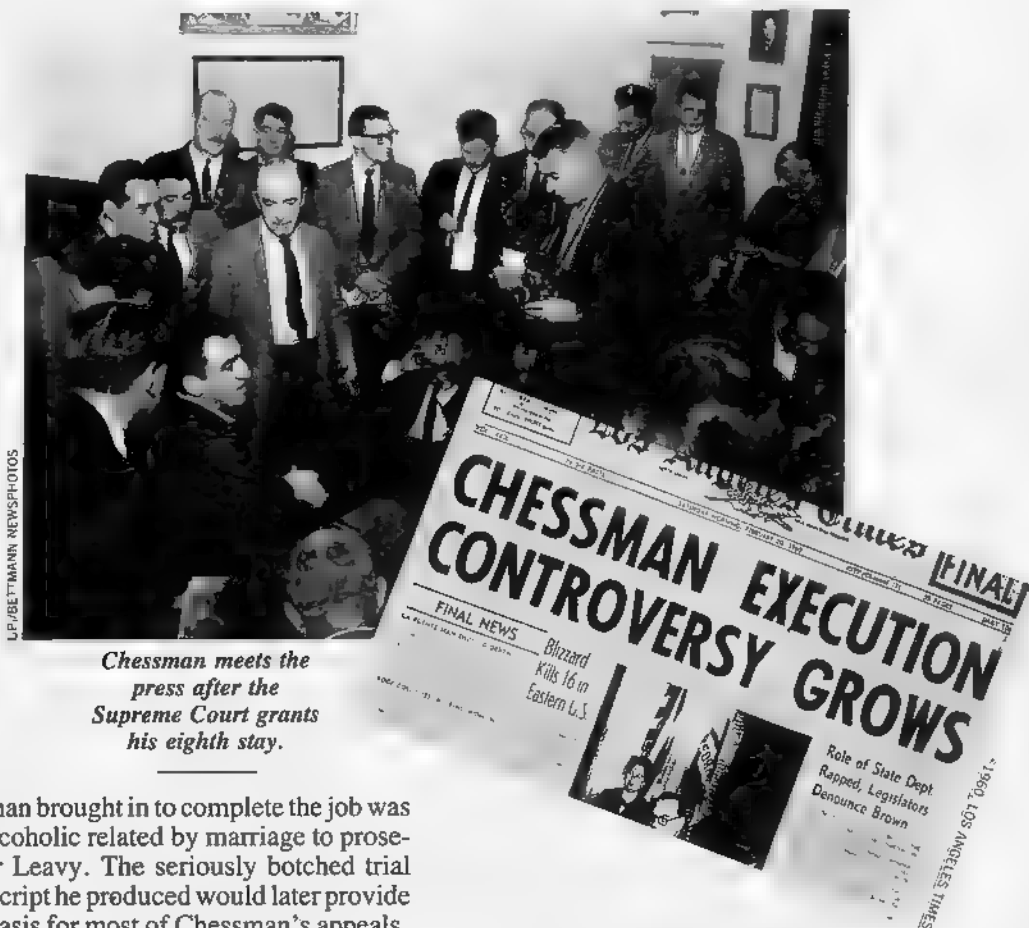 UPI/BETTMANN NEWSPHOTOS
Chessman meets the
press after the
Supreme Court grants
his eighth stay.
Los Angeles Times
FINAL
CHESSMAN EXECUTION
CONTROVERSY GROWS
FINAL NEWS
Blizzard
Kills 16 in
Eastern U.S.
Role of State Dept
Rapped, Legislators
Denounce Brown
1960, LOS ANGELES TIMES
man brought in to complete the job was
coholic related by marriage to prose-
r Leavy. The seriously botched trial
script he produced would later provide
asis for most of Chessman's appeals.